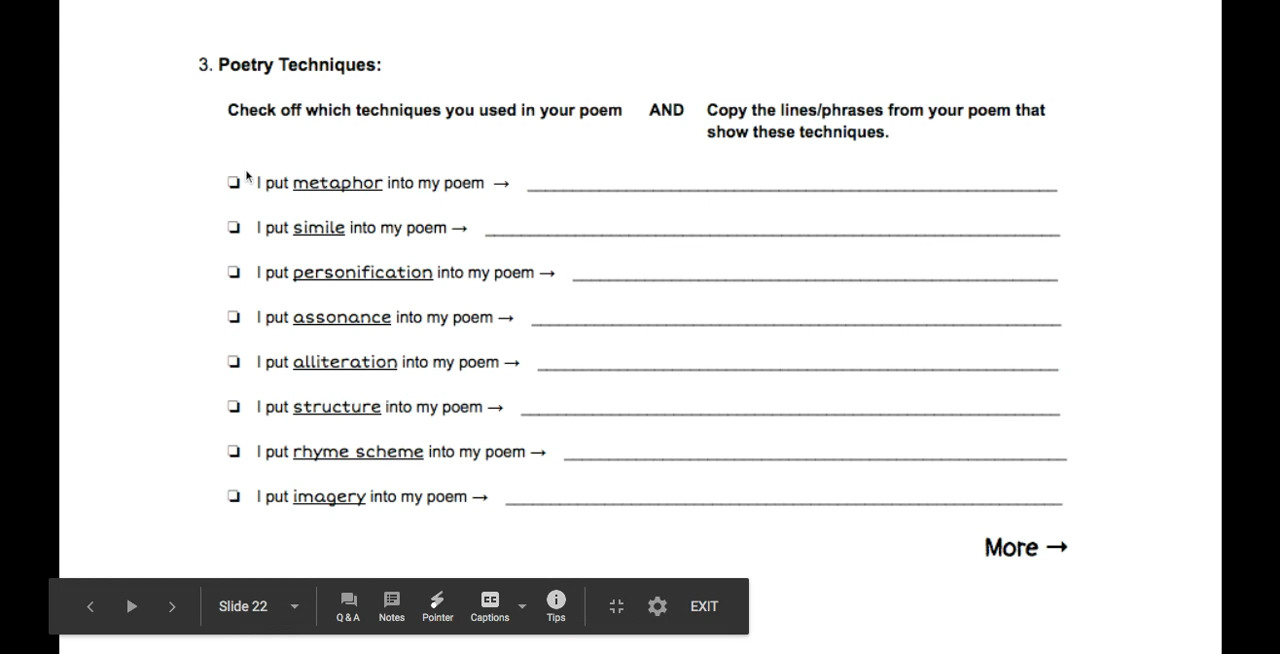 3. Poetry Techniques:
Check off which techniques you used in your poem AND Copy the lines/phrases from your poem that
show these techniques.
I put metaphor into my poem →
I put simile into my poem →
I put personification into my poem →
I put assonance into my poem →
I put alliteration into my poem →
I put structure into my poem →
I put rhyme scheme into my poem →
I put imagery into my poem →
More →
Slide 22
Q & A Notes Pointer Captions Tips EXIT